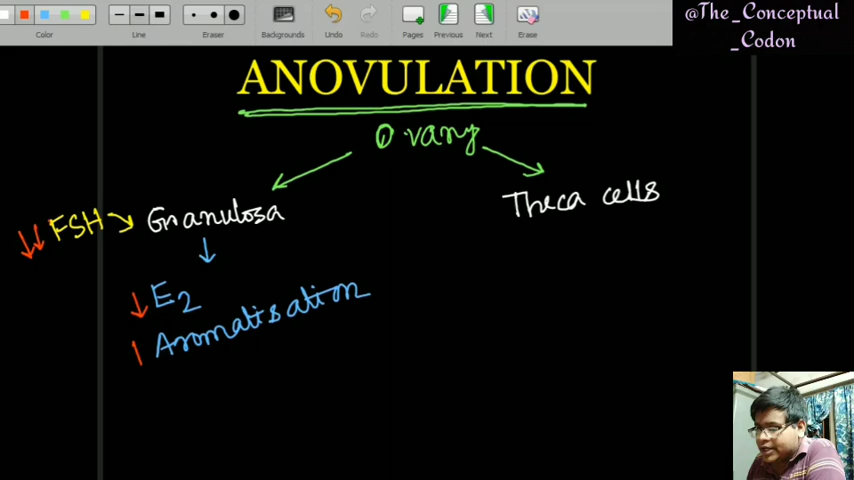 @The_Conceptual
_Codon
Color
Line
Eraser
Backgrounds
Undo
Redo
Pages
Previous
Next
Erase
ANOVULATION
Ovary
↓↓ FSH → Granulosa
Theca cells
↓
↓ E2
Aromatisation